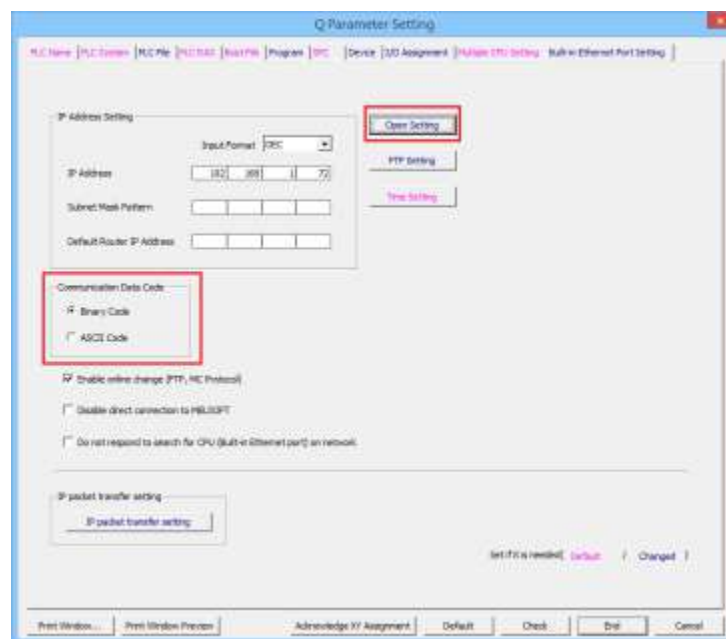 Q Parameter Setting
PLC Name PLC System PLC File PLC RAS Boot File Program SFC Device I/O Assignment Multiple CPU Setting Built-in Ethernet Port Setting
IP Address Setting
Input Format DEC
IP Address 192 168 1 72
Subnet Mask Pattern
Default Router IP Address
Open Setting
FTP Setting
Time Setting
Communication Data Code
Binary Code
ASCII Code
Enable online change (FTP, MC Protocol)
Disable direct connection to MELSOFT
Do not respond to search for CPU (Built-in Ethernet port) on network
IP packet transfer setting
IP packet transfer setting
Set if it is needed( Default / Changed )
Print Window... Print Window Preview Acknowledge XY Assignment Default Check End Cancel